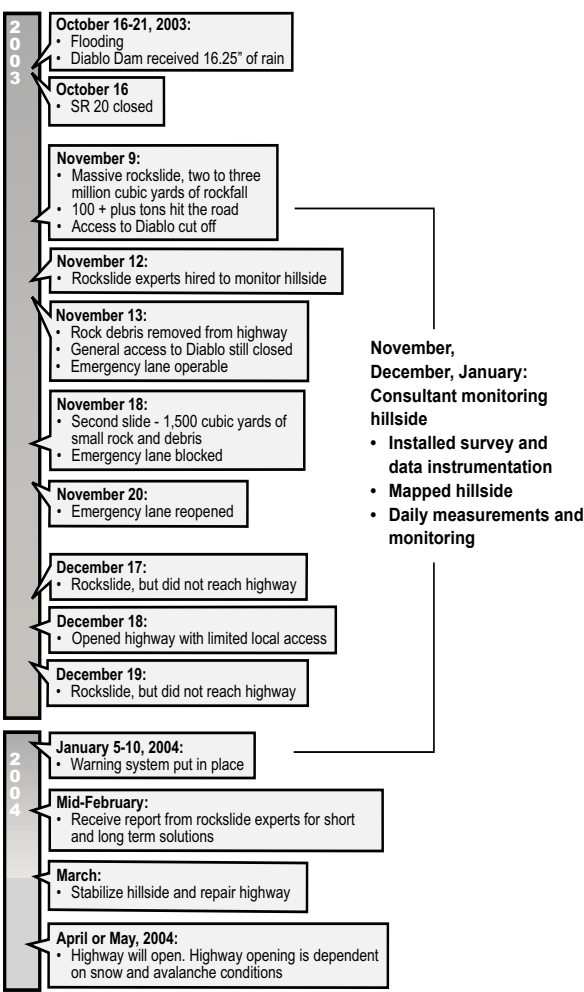 2003
October 16-21, 2003:
• Flooding
• Diablo Dam received 16.25" of rain
October 16
• SR 20 closed
November 9:
• Massive rockslide, two to three
million cubic yards of rockfall
• 100 + plus tons hit the road
• Access to Diablo cut off
November 12:
• Rockslide experts hired to monitor hillside
November 13:
• Rock debris removed from highway
• General access to Diablo still closed
• Emergency lane operable
November 18:
• Second slide - 1,500 cubic yards of
small rock and debris
• Emergency lane blocked
November 20:
• Emergency lane reopened
December 17:
• Rockslide, but did not reach highway
December 18:
• Opened highway with limited local access
December 19:
• Rockslide, but did not reach highway
November,
December, January:
Consultant monitoring
hillside
• Installed survey and
data instrumentation
• Mapped hillside
• Daily measurements and
monitoring
2004
January 5-10, 2004:
• Warning system put in place
Mid-February:
• Receive report from rockslide experts for short
and long term solutions
March:
• Stabilize hillside and repair highway
April or May, 2004:
• Highway will open. Highway opening is dependent
on snow and avalanche conditions